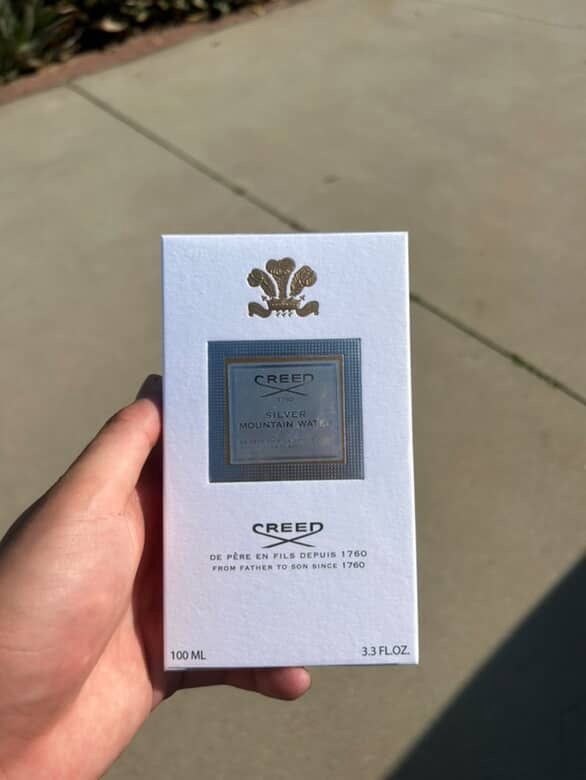 CREED
1760
SILVER
MOUNTAIN WATER
CREED
DE PÈRE EN FILS DEPUIS 1760
FROM FATHER TO SON SINCE 1760
100 ML
3.3 FL.OZ.